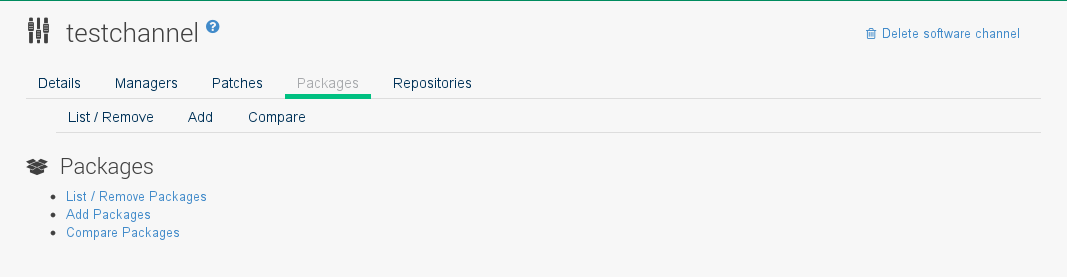 testchannel ?
Delete software channel
Details Managers Patches Packages Repositories
List / Remove Add Compare
Packages
List / Remove Packages
Add Packages
Compare Packages